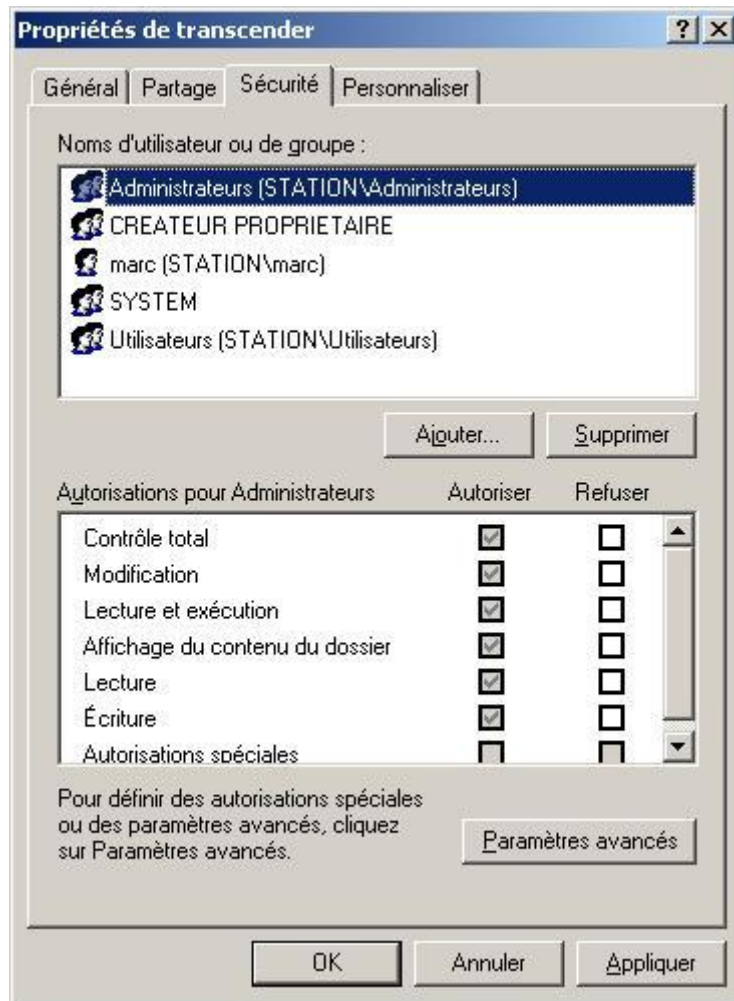 Propriétés de transcender
Général Partage Sécurité Personnaliser
Noms d'utilisateur ou de groupe :
Administrateurs (STATION\Administrateurs)
CREATEUR PROPRIETAIRE
marc (STATION\marc)
SYSTEM
Utilisateurs (STATION\Utilisateurs)
Ajouter... Supprimer
Autorisations pour Administrateurs Autoriser Refuser
Contrôle total
Modification
Lecture et exécution
Affichage du contenu du dossier
Lecture
Écriture
Autorisations spéciales
Pour définir des autorisations spéciales
ou des paramètres avancés, cliquez
sur Paramètres avancés.
Paramètres avancés
OK Annuler Appliquer